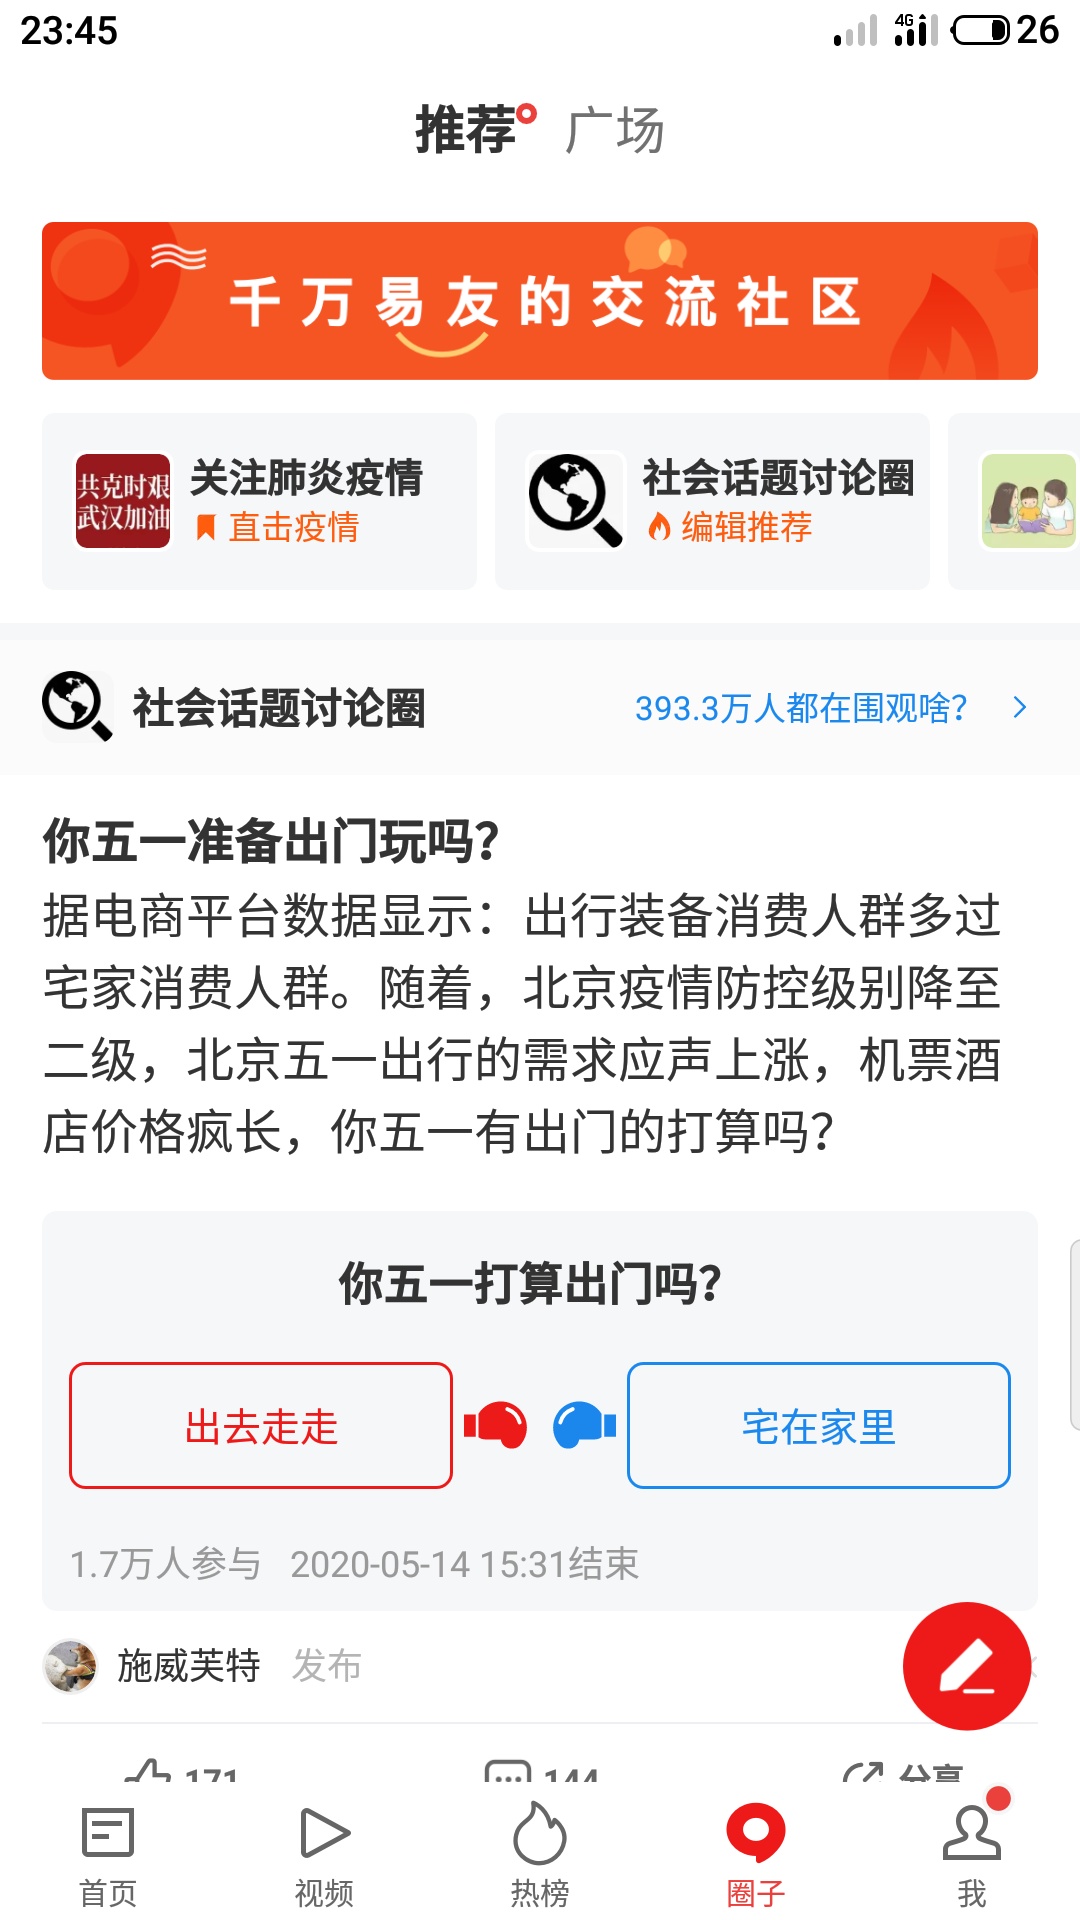 23:45
4G
26
推荐
广场
千万易友的交流社区
共克时艰
武汉加油
关注肺炎疫情
直击疫情
社会话题讨论圈
编辑推荐
社会话题讨论圈
393.3万人都在围观啥？
你五一准备出门玩吗？
据电商平台数据显示：出行装备消费人群多过
宅家消费人群。随着，北京疫情防控级别降至
二级，北京五一出行的需求应声上涨，机票酒
店价格疯长，你五一有出门的打算吗？
你五一打算出门吗？
出去走走
宅在家里
1.7万人参与 2020-05-14 15:31结束
施威芙特 发布
171
144
分享
首页
视频
热榜
圈子
我